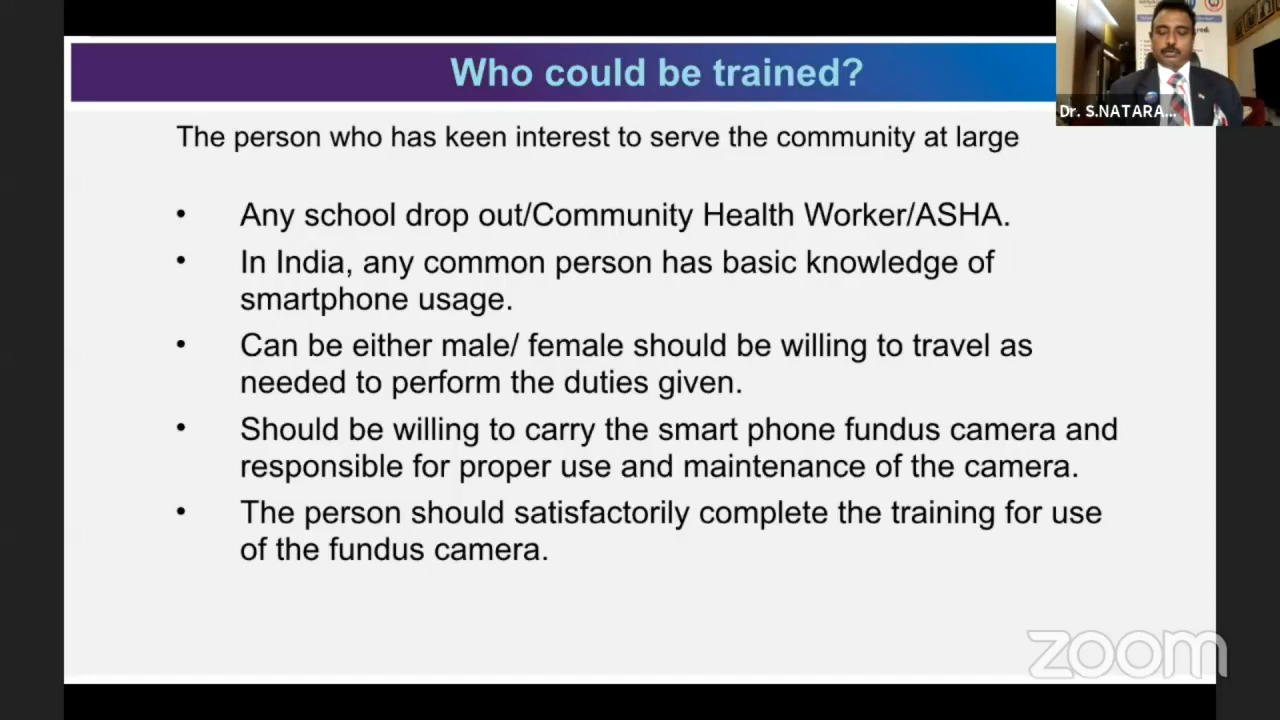 Who could be trained?
Dr. S.NATARA...
The person who has keen interest to serve the community at large
• Any school drop out/Community Health Worker/ASHA.
• In India, any common person has basic knowledge of
smartphone usage.
• Can be either male/ female should be willing to travel as
needed to perform the duties given.
• Should be willing to carry the smart phone fundus camera and
responsible for proper use and maintenance of the camera.
• The person should satisfactorily complete the training for use
of the fundus camera.
zoom